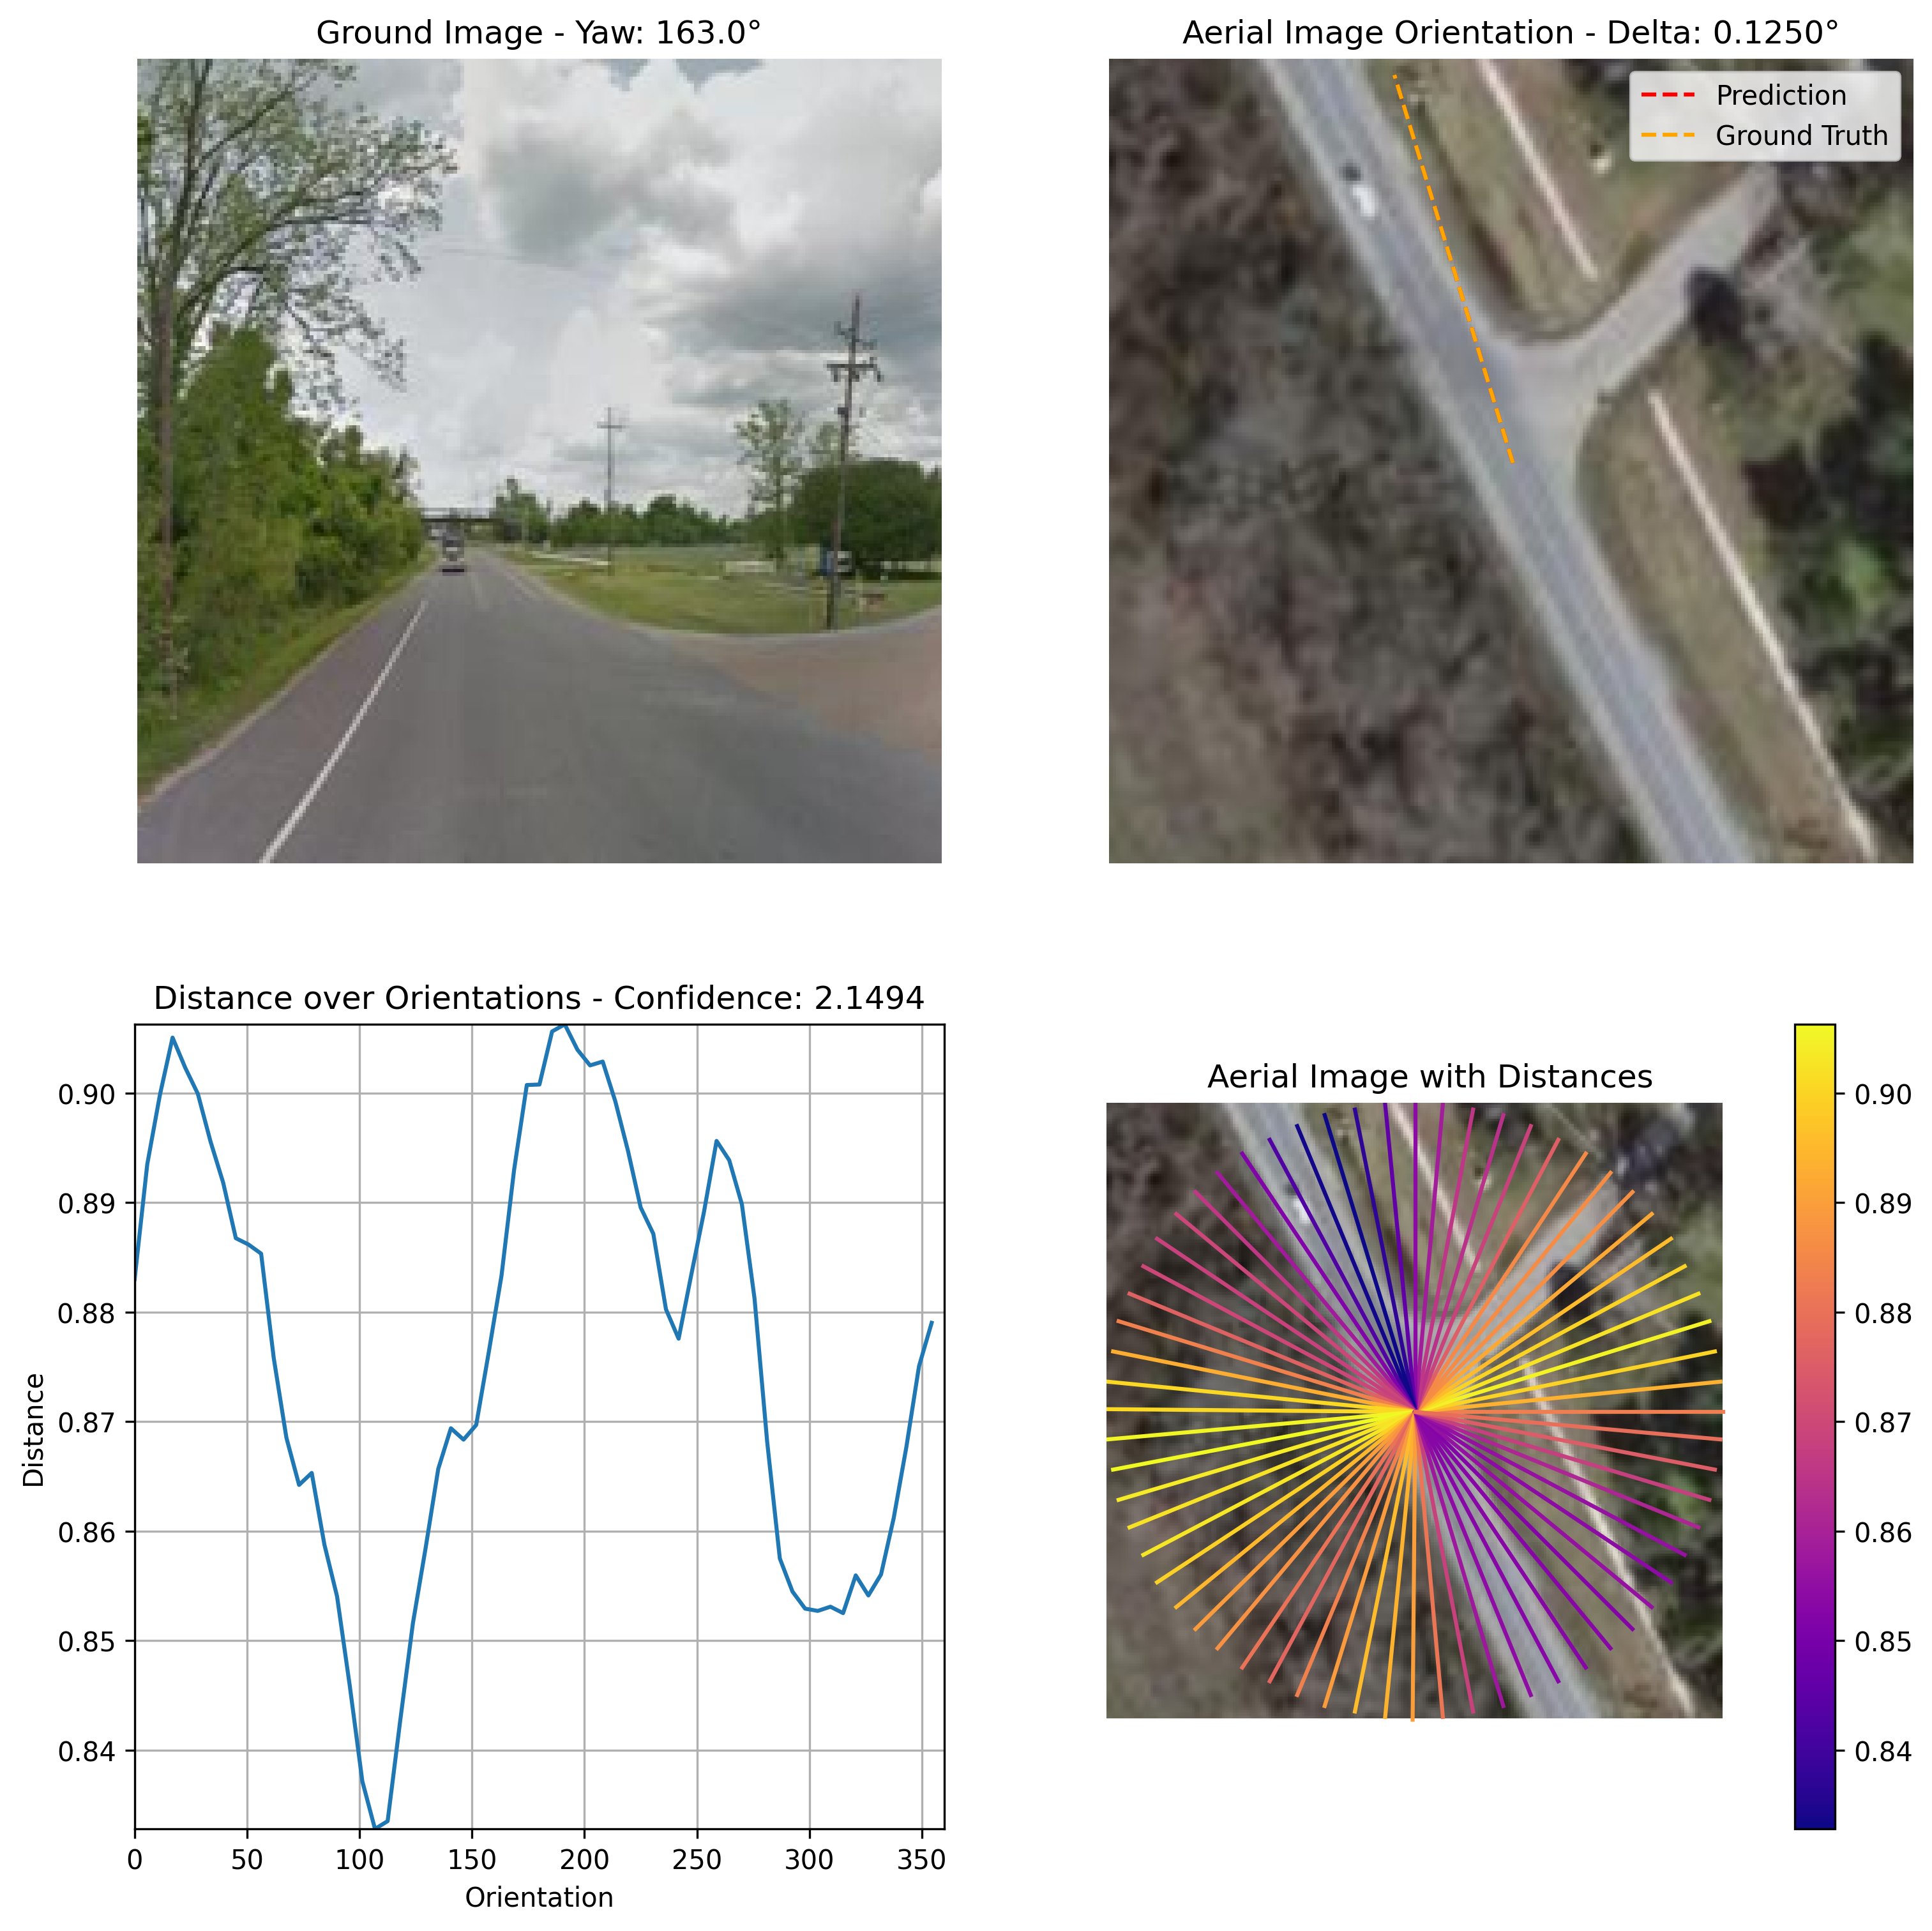 Ground Image - Yaw: 163.0°
Aerial Image Orientation - Delta: 0.1250°
Prediction
Ground Truth
Distance over Orientations - Confidence: 2.1494
0.90
0.89
0.88
0.87
0.86
0.85
0.84
Distance
0
50
100
150
200
250
300
350
Orientation
Aerial Image with Distances
0.90
0.89
0.88
0.87
0.86
0.85
0.84